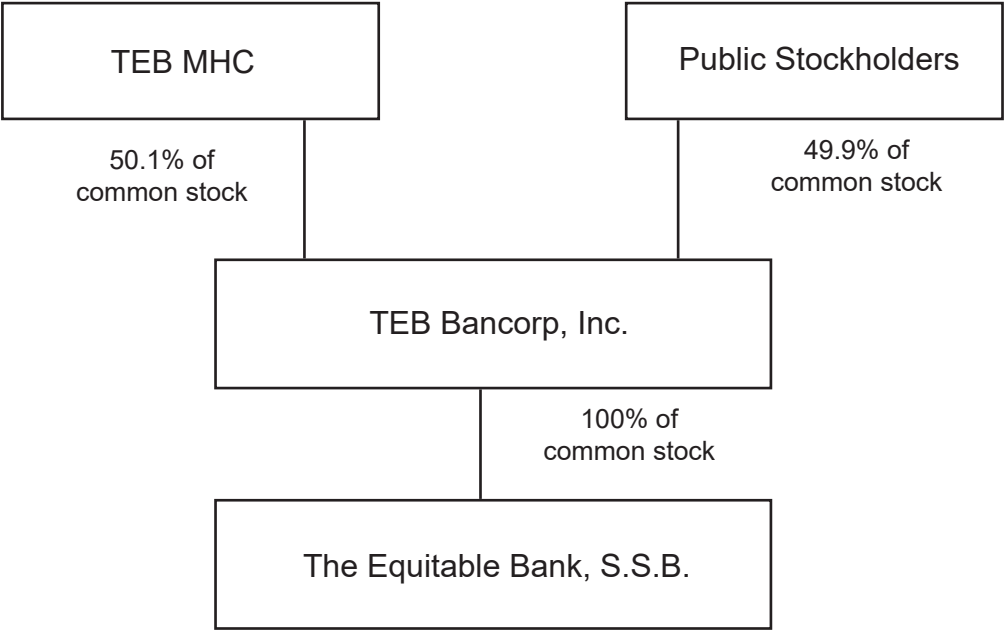 TEB MHC
Public Stockholders
50.1% of
common stock
49.9% of
common stock
TEB Bancorp, Inc.
100% of
common stock
The Equitable Bank, S.S.B.